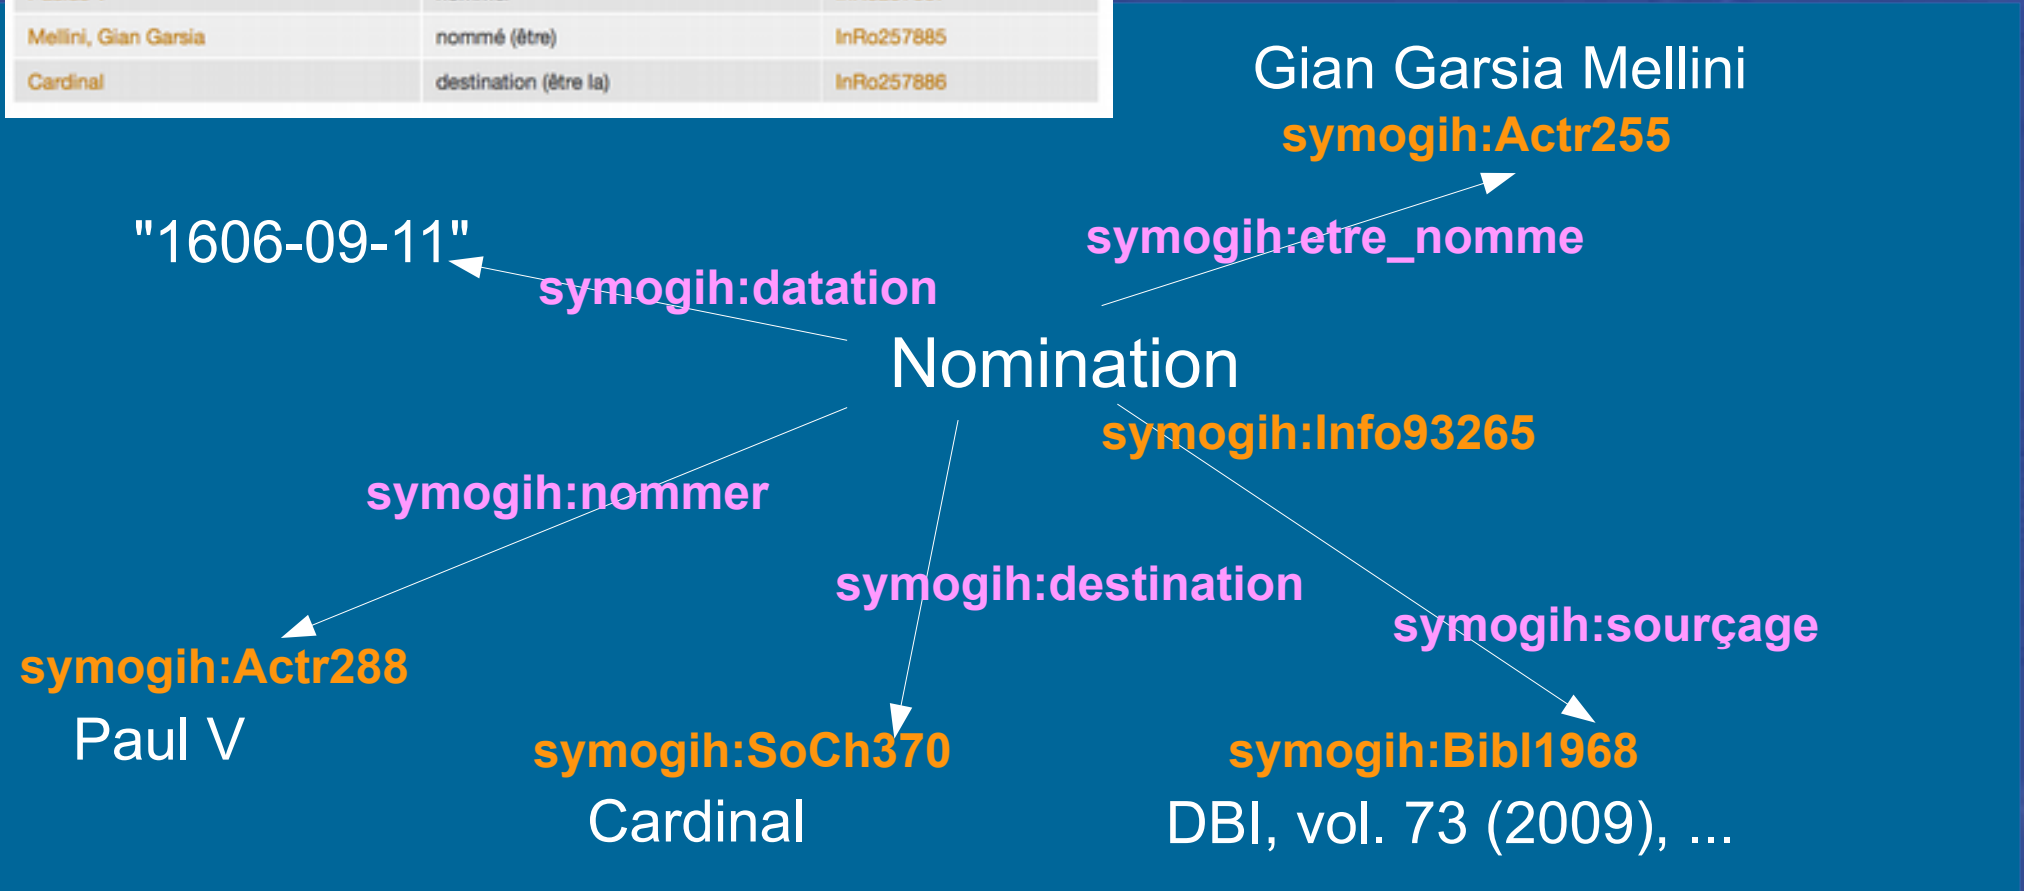 Mellini, Gian Garsia nommé (être) InRo257885
Cardinal destination (être la) InRo257886
Gian Garsia Mellini
symogih:Actr255
"1606-09-11"
symogih:etre_nomme
symogih:datation
Nomination
symogih:Info93265
symogih:nommer
symogih:destination
symogih:sourçage
symogih:Actr288
Paul V
symogih:SoCh370
symogih:Bibl1968
Cardinal
DBI, vol. 73 (2009), ...